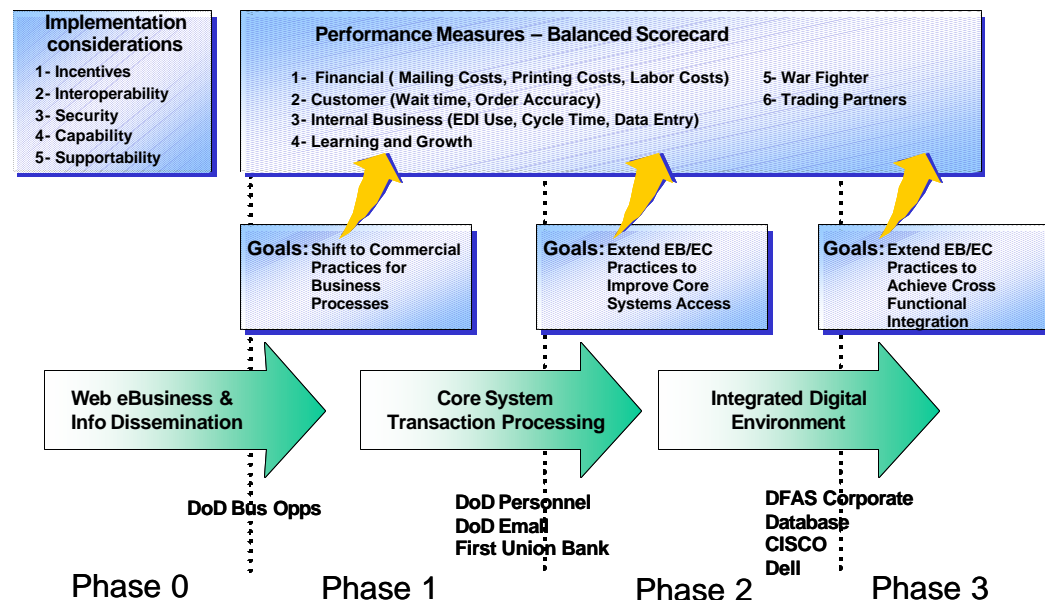 Implementation
considerations
1- Incentives
2- Interoperability
3- Security
4- Capability
5- Supportability
Performance Measures – Balanced Scorecard
1- Financial ( Mailing Costs, Printing Costs, Labor Costs)
2- Customer (Wait time, Order Accuracy)
3- Internal Business (EDI Use, Cycle Time, Data Entry)
4- Learning and Growth
5- War Fighter
6- Trading Partners
Goals: Shift to Commercial
Practices for
Business
Processes
Goals: Extend EB/EC
Practices to
Improve Core
Systems Access
Goals: Extend EB/EC
Practices to
Achieve Cross
Functional
Integration
Web eBusiness &
Info Dissemination
Core System
Transaction Processing
Integrated Digital
Environment
DoD Bus Opps
DoD Personnel
DoD Email
First Union Bank
DFAS Corporate
Database
CISCO
Dell
Phase 0
Phase 1
Phase 2
Phase 3